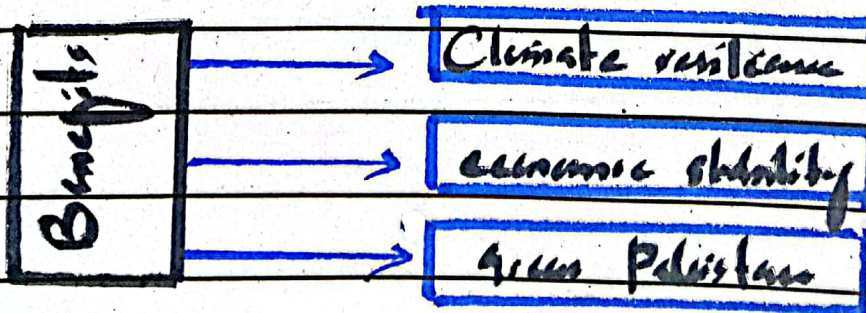 Benefits
Climate resilience
economic stability
green Pakistan